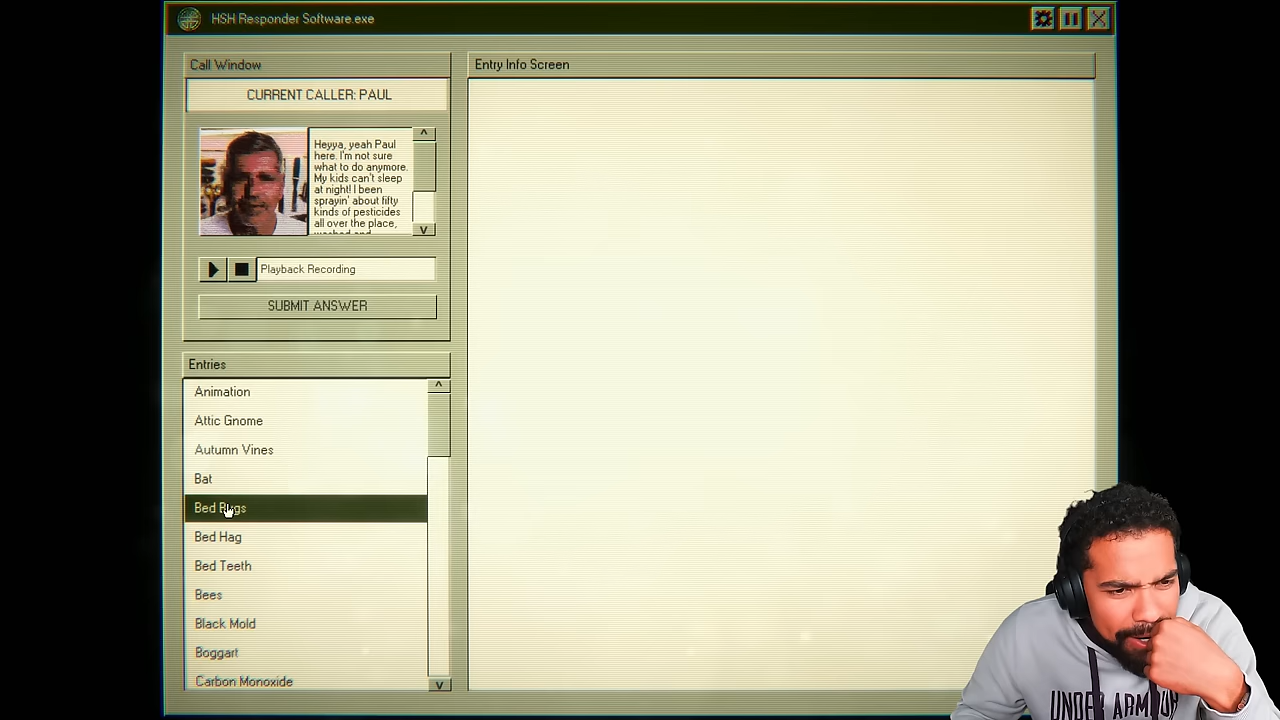 HSH Responder Software.exe
Call Window
CURRENT CALLER: PAUL
Heyya, yeah Paul
here. I'm not sure
what to do anymore.
My kids can't sleep
at night! I been
sprayin' about fifty
kinds of pesticides
all over the place,
Playback Recording
SUBMIT ANSWER
Entries
Animation
Attic Gnome
Autumn Vines
Bat
Bed Bugs
Bed Hag
Bed Teeth
Bees
Black Mold
Boggart
Carbon Monoxide
Entry Info Screen
UNDER ARMOUR